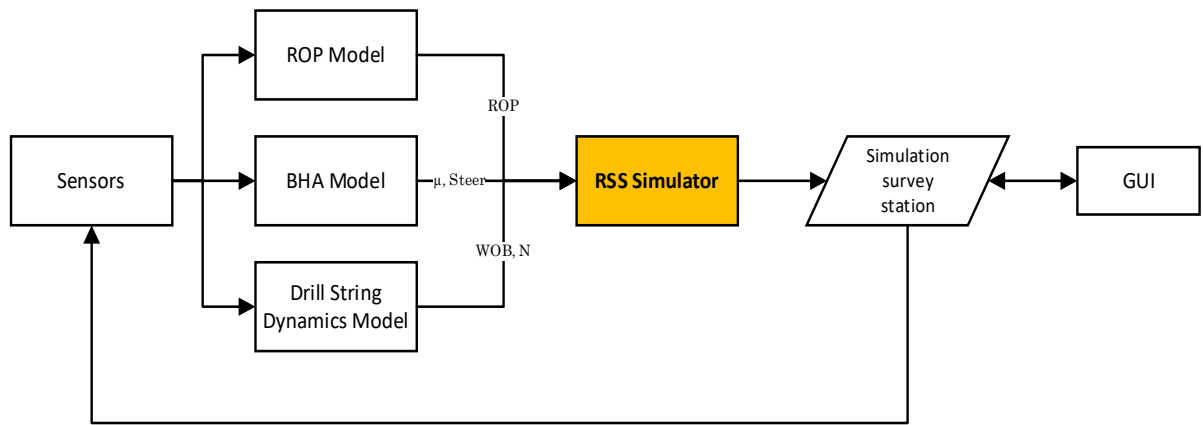 ROP Model
ROP
Sensors
BHA Model
μ, Steer
RSS Simulator
Simulation
survey
station
GUI
WOB, N
Drill String
Dynamics Model